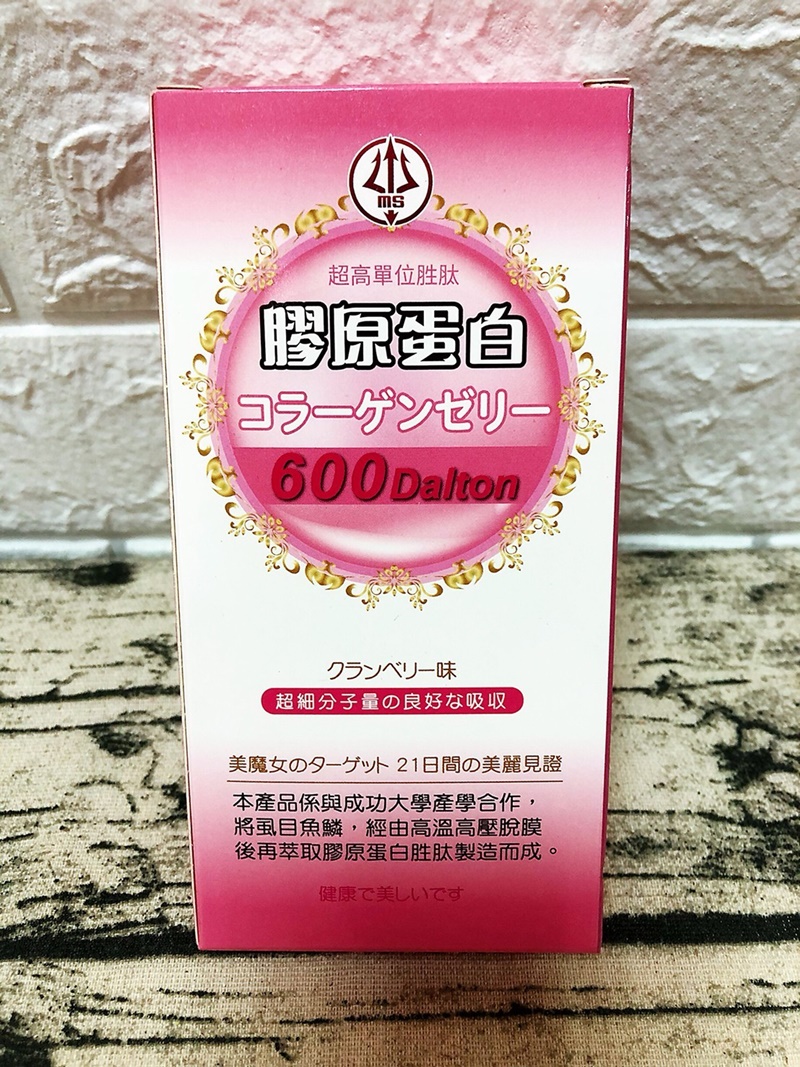 MS
超高單位胜肽
膠原蛋白
コラーゲンゼリー
600Dalton
クランベリー味
超細分子量の良好な吸収
美魔女のターゲット 21日間の美麗見證
本產品係與成功大學產學合作，
將虱目魚鱗，經由高溫高壓脫膜
後再萃取膠原蛋白胜肽製造而成。
健康で美しいです